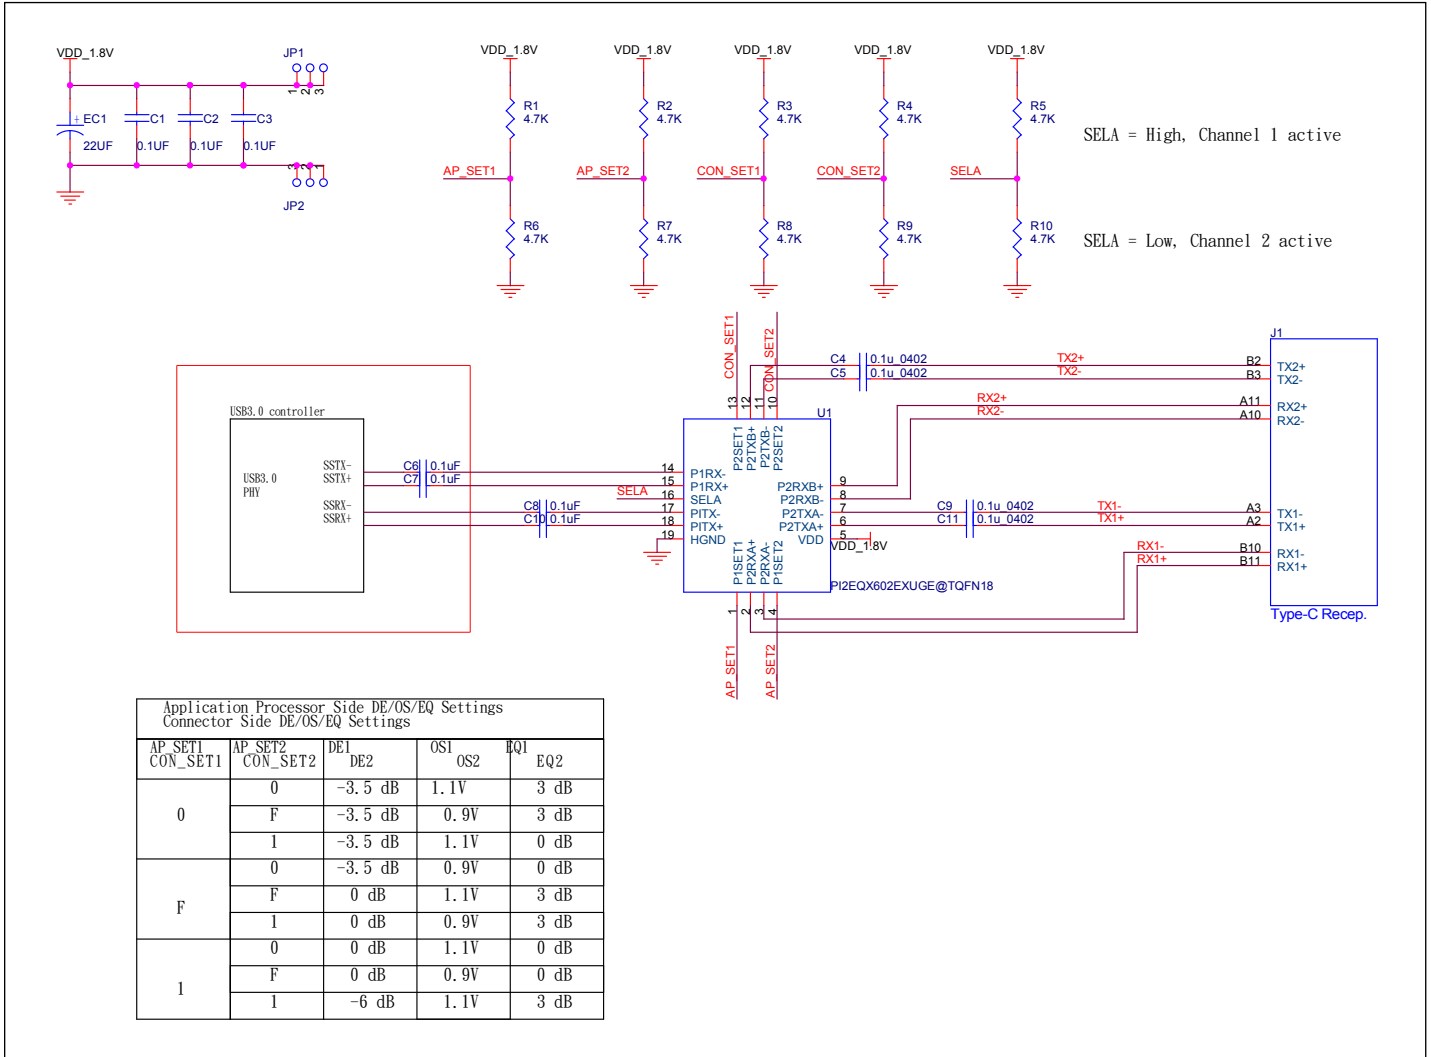 VDD_1.8V
JP1
1 2 3
+ EC1
22UF
C1
0.1UF
C2
0.1UF
C3
0.1UF
3 2 1
JP2
VDD_1.8V
VDD_1.8V
VDD_1.8V
VDD_1.8V
VDD_1.8V
R1
4.7K
R2
4.7K
R3
4.7K
R4
4.7K
R5
4.7K
SELA = High, Channel 1 active
AP_SET1
AP_SET2
CON_SET1
CON_SET2
SELA
R6
4.7K
R7
4.7K
R8
4.7K
R9
4.7K
R10
4.7K
SELA = Low, Channel 2 active
USB3.0 controller
USB3.0
PHY
SSTX-
SSTX+
SSRX-
SSRX+
C6 0.1uF
C7 0.1uF
SELA
C8 0.1uF
C10 0.1uF
CON_SET1
CON_SET2
13 12 11 10
U1
P2SET1
P2TXB+
P2TXB-
P2SET2
14 P1RX-
15 P1RX+
16 SELA
17 PITX-
18 PITX+
19 HGND
P2RXB+ 9
P2RXB- 8
P2TXA- 7
P2TXA+ 6
VDD 5
VDD_1.8V
P1SET1
P2RXA+
P2RXA-
P1SET2
1 2 3 4
PI2EQX602EXUGE@TQFN18
AP_SET1
AP_SET2
C4 0.1u_0402
C5 0.1u_0402
TX2+
TX2-
RX2+
RX2-
C9 0.1u_0402
C11 0.1u_0402
TX1-
TX1+
RX1-
RX1+
J1
B2 TX2+
B3 TX2-
A11 RX2+
A10 RX2-
A3 TX1-
A2 TX1+
B10 RX1-
B11 RX1+
Type-C Recep.
Application Processor Side DE/OS/EQ Settings
Connector Side DE/OS/EQ Settings
AP_SET1 AP_SET2 DE1 OS1 EQ1
CON_SET1 CON_SET2 DE2 OS2 EQ2
0 -3.5 dB 1.1V 3 dB
0 F -3.5 dB 0.9V 3 dB
1 -3.5 dB 1.1V 0 dB
0 -3.5 dB 0.9V 0 dB
F F 0 dB 1.1V 3 dB
1 0 dB 0.9V 3 dB
0 0 dB 1.1V 0 dB
F 0 dB 0.9V 0 dB
1 1 -6 dB 1.1V 3 dB